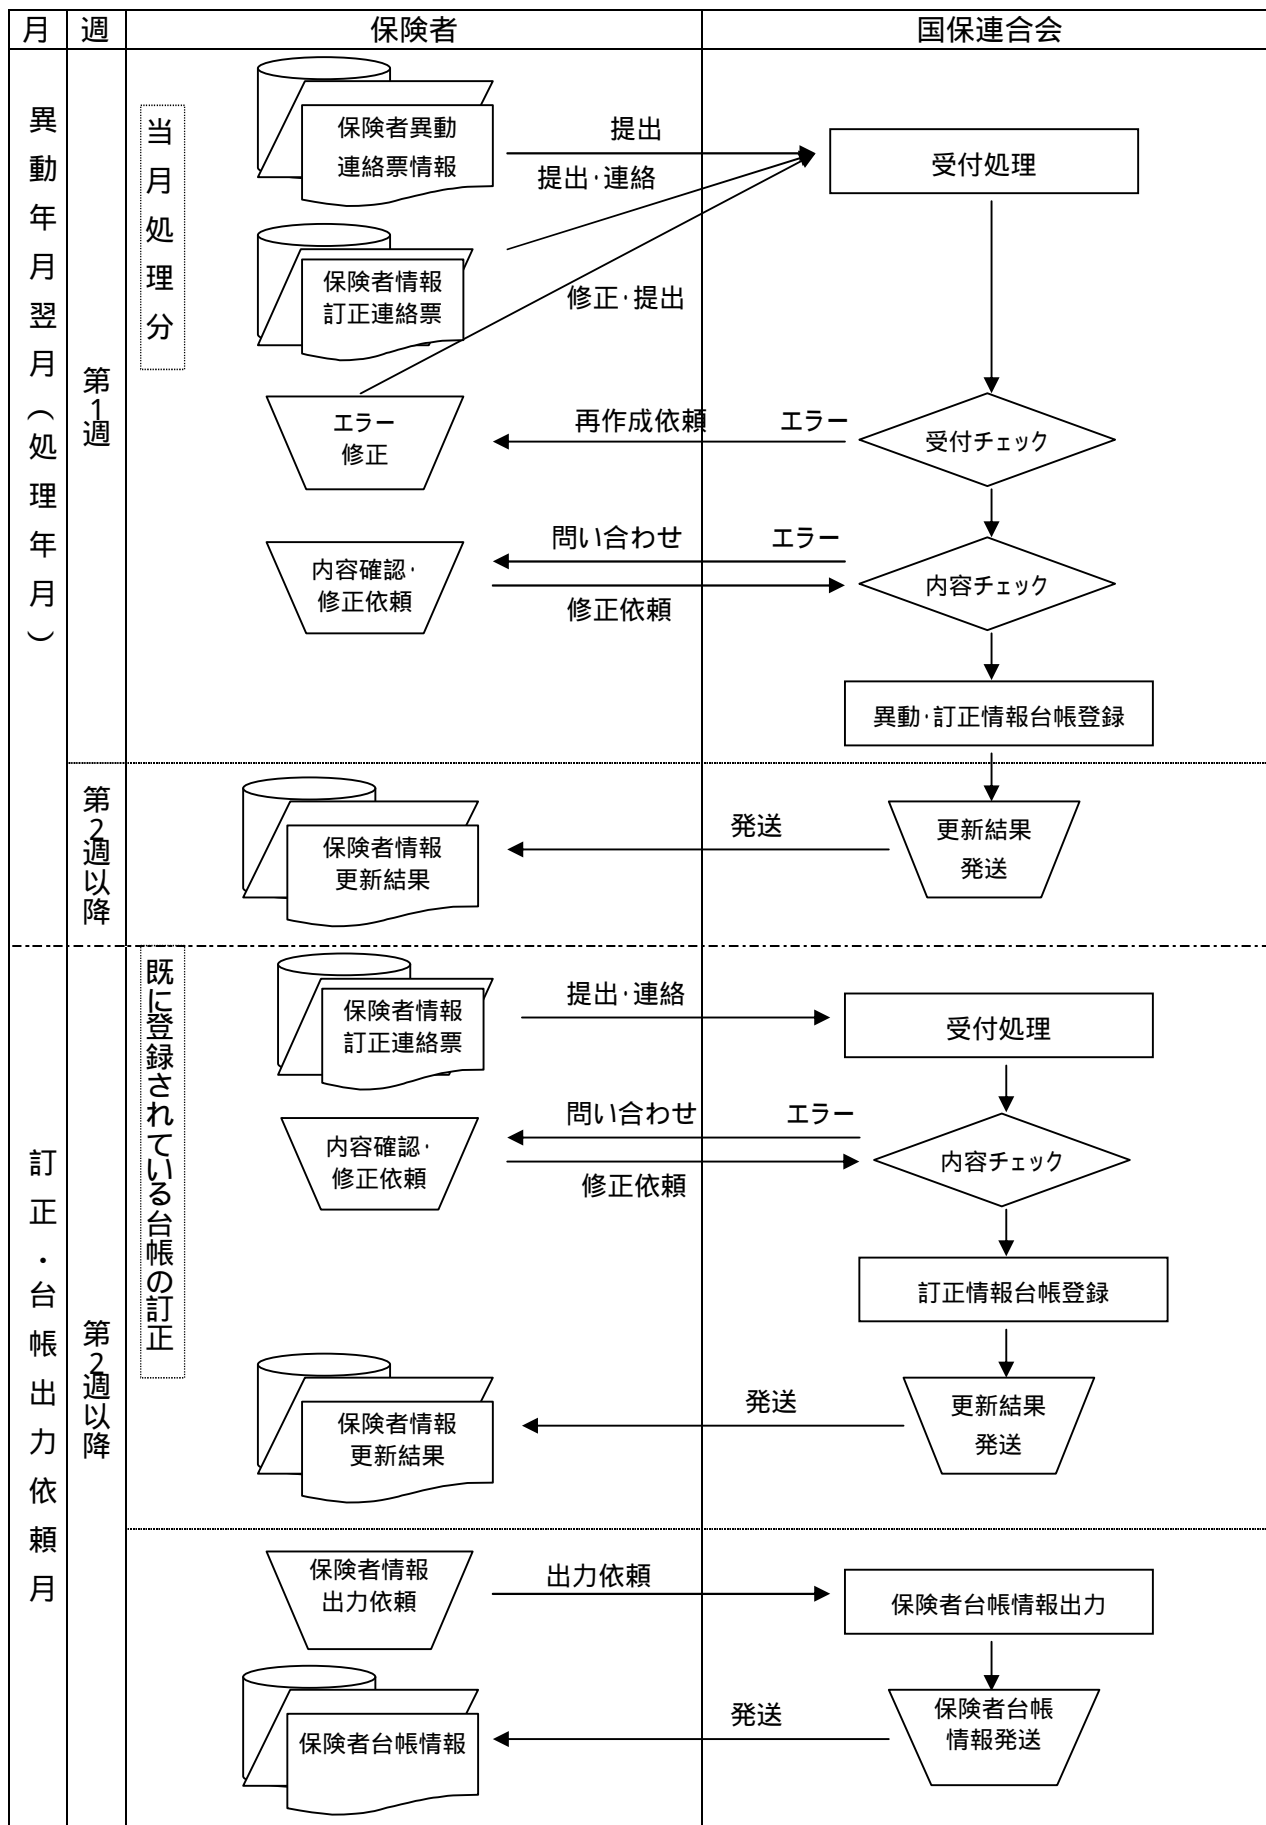 月
週
保険者
国保連合会
異動年月翌月（処理年月）
第1週
当月処理分
保険者異動
連絡票情報
提出
提出・連絡
受付処理
保険者情報
訂正連絡票
修正・提出
エラー
修正
再作成依頼
エラー
受付チェック
内容確認・
修正依頼
問い合わせ
エラー
修正依頼
内容チェック
異動・訂正情報台帳登録
第2週以降
保険者情報
更新結果
発送
更新結果
発送
訂正・台帳出力依頼月
第2週以降
既に登録されている台帳の訂正
保険者情報
訂正連絡票
提出・連絡
受付処理
内容確認・
修正依頼
問い合わせ
エラー
修正依頼
内容チェック
訂正情報台帳登録
保険者情報
更新結果
発送
更新結果
発送
保険者情報
出力依頼
出力依頼
保険者台帳情報出力
保険者台帳情報
発送
保険者台帳
情報発送